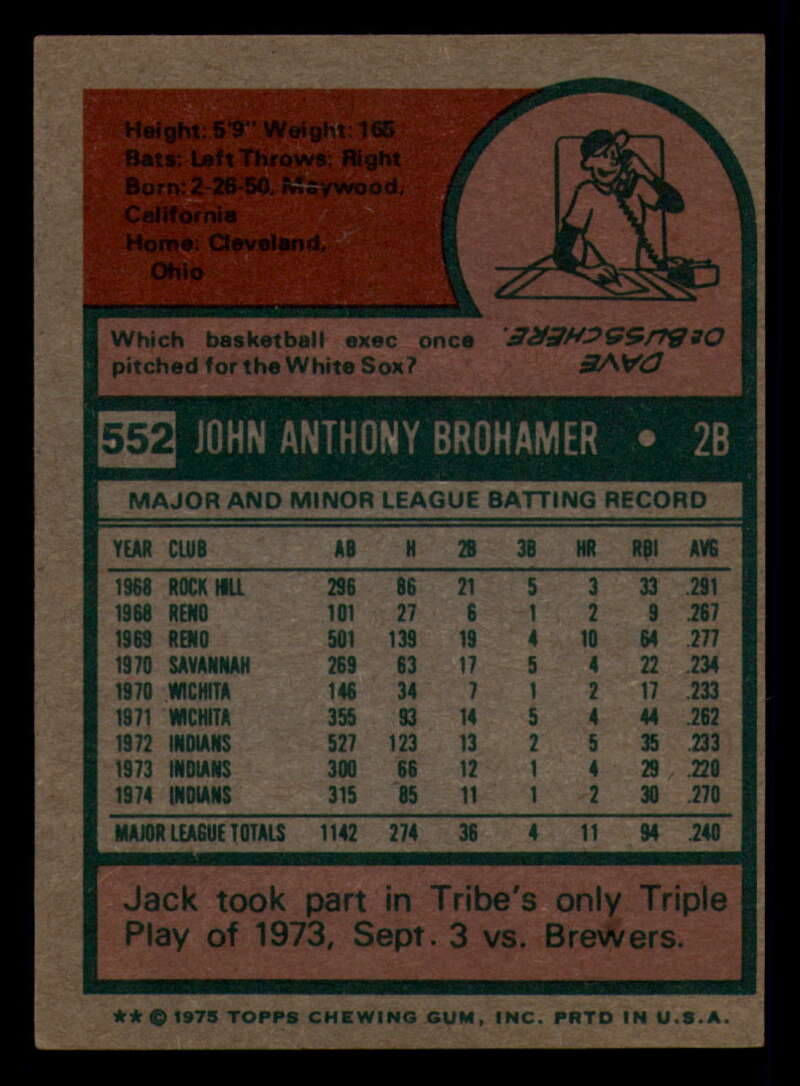 Height: 5'9" Weight: 165
Bats: Left Throws: Right
Born: 2-26-50, Maywood,
California
Home: Cleveland,
Ohio
Which basketball exec once
pitched for the White Sox?
DAVE
DeBUSSCHERE.
552 JOHN ANTHONY BROHAMER • 2B
MAJOR AND MINOR LEAGUE BATTING RECORD
YEAR CLUB AB H 2B 3B HR RBI AVG
1968 ROCK HILL 296 86 21 5 3 33 .291
1968 RENO 101 27 6 1 2 9 .267
1969 RENO 501 139 19 4 10 64 .277
1970 SAVANNAH 269 63 17 5 4 22 .234
1970 WICHITA 146 34 7 1 2 17 .233
1971 WICHITA 355 93 14 5 4 44 .262
1972 INDIANS 527 123 13 2 5 35 .233
1973 INDIANS 300 66 12 1 4 29 .220
1974 INDIANS 315 85 11 1 2 30 .270
MAJOR LEAGUE TOTALS 1142 274 36 4 11 94 .240
Jack took part in Tribe's only Triple
Play of 1973, Sept. 3 vs. Brewers.
** © 1975 TOPPS CHEWING GUM, INC. PRTD IN U.S.A.